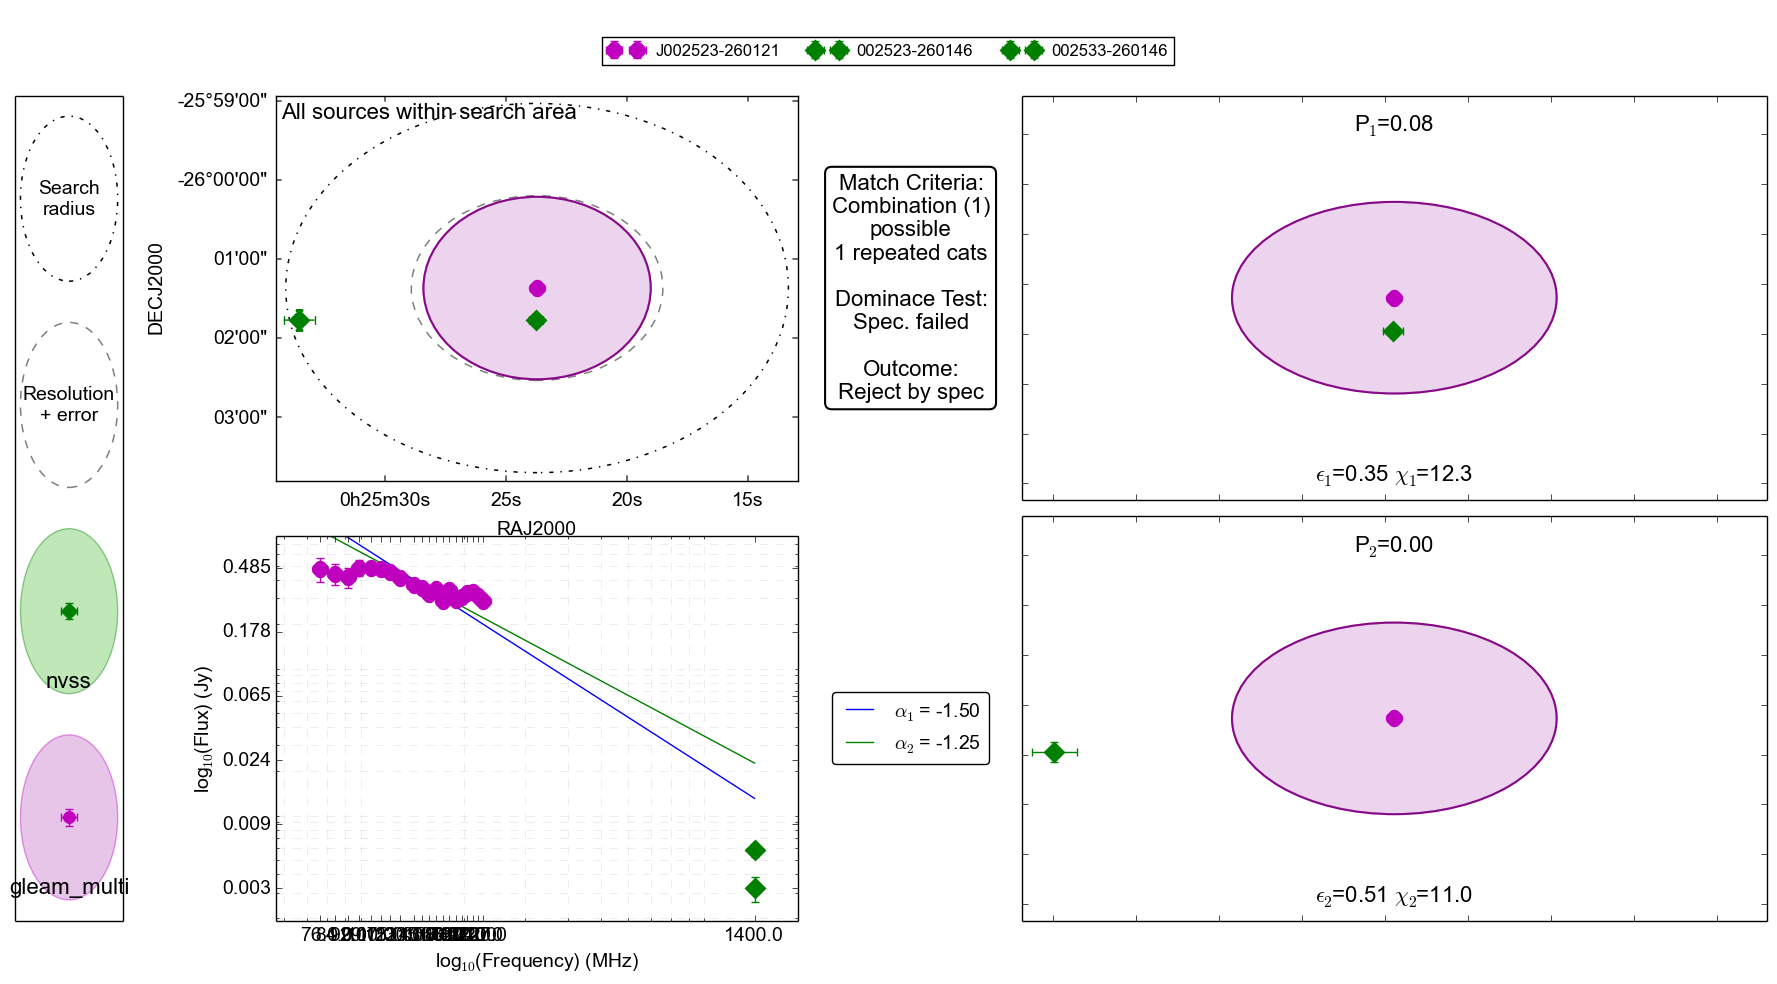 J002523-260121 002523-260146 002533-260146
Search
radius
Resolution
+ error
nvss
gleam_multi
All sources within search area
-25°59'00"
-26°00'00"
01'00"
02'00"
03'00"
DECJ2000
0h25m30s 25s 20s 15s
RAJ2000
Match Criteria:
Combination (1)
possible
1 repeated cats
Dominace Test:
Spec. failed
Outcome:
Reject by spec
P1=0.08
ϵ1=0.35 χ1=12.3
P2=0.00
ϵ2=0.51 χ2=11.0
0.485
0.178
0.065
0.024
0.009
0.003
log10(Flux) (Jy)
1400.0
log10(Frequency) (MHz)
α1 = -1.50
α2 = -1.25